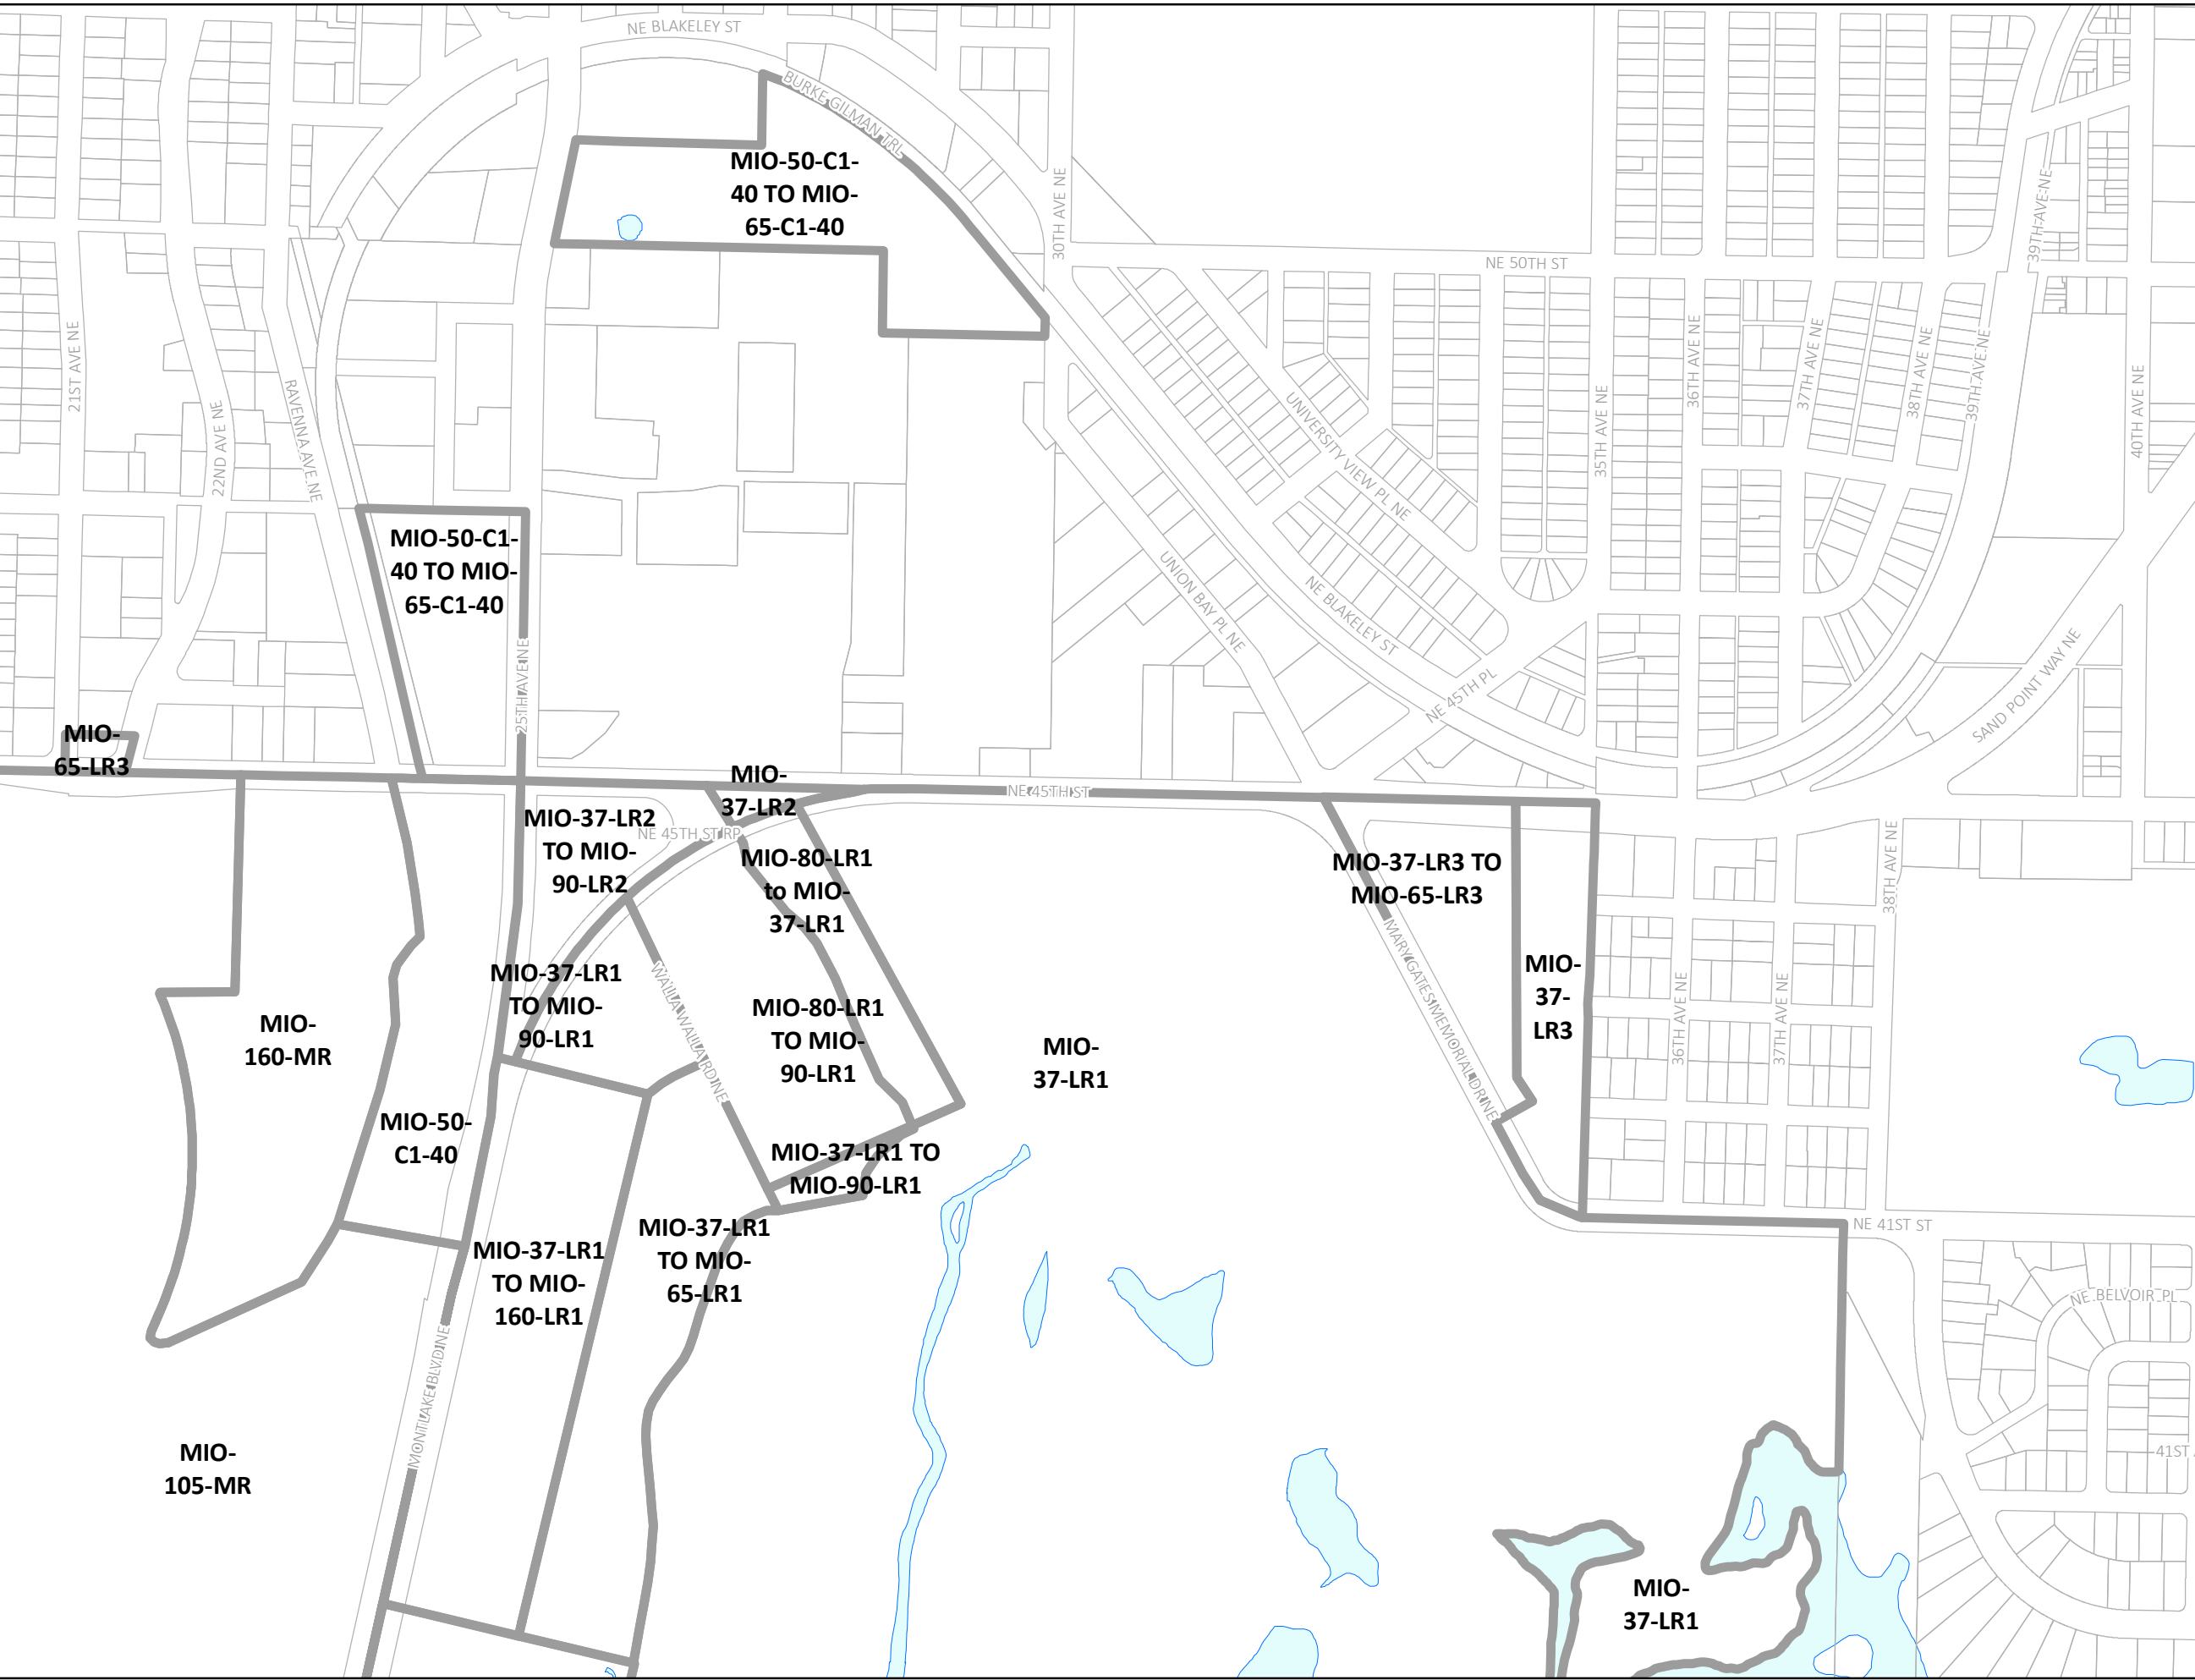 NE BLAKELEY ST
BURKE GILMAN TRL
MIO-50-C1-
40 TO MIO-
65-C1-40
30TH AVE NE
NE 50TH ST
39TH AVE NE
21ST AVE NE
22ND AVE NE
RAVENNA AVE NE
UNIVERSITY VIEW PL NE
35TH AVE NE
36TH AVE NE
37TH AVE NE
38TH AVE NE
39TH AVE NE
40TH AVE NE
MIO-50-C1-
40 TO MIO-
65-C1-40
25TH AVE NE
UNION BAY PL NE
NE BLAKELEY ST
NE 45TH PL
SAND POINT WAY NE
MIO-
65-LR3
MIO-
37-LR2
NE 45TH ST
MIO-37-LR2
TO MIO-
90-LR2
NE 45TH ST RP
MIO-80-LR1
to MIO-
37-LR1
MIO-37-LR3 TO
MIO-65-LR3
38TH AVE NE
MIO-37-LR1
TO MIO-
90-LR1
WALLA WALLA RD NE
MIO-80-LR1
TO MIO-
90-LR1
MIO-
37-LR1
MARY GATES MEMORIAL DR NE
MIO-
37-
LR3
36TH AVE NE
37TH AVE NE
MIO-
160-MR
MIO-50-
C1-40
MIO-37-LR1 TO
MIO-90-LR1
MIO-37-LR1
TO MIO-
160-LR1
MIO-37-LR1
TO MIO-
65-LR1
NE 41ST ST
NE BELVOIR PL
MONTLAKE BLVD NE
MIO-
105-MR
41ST
MIO-
37-LR1